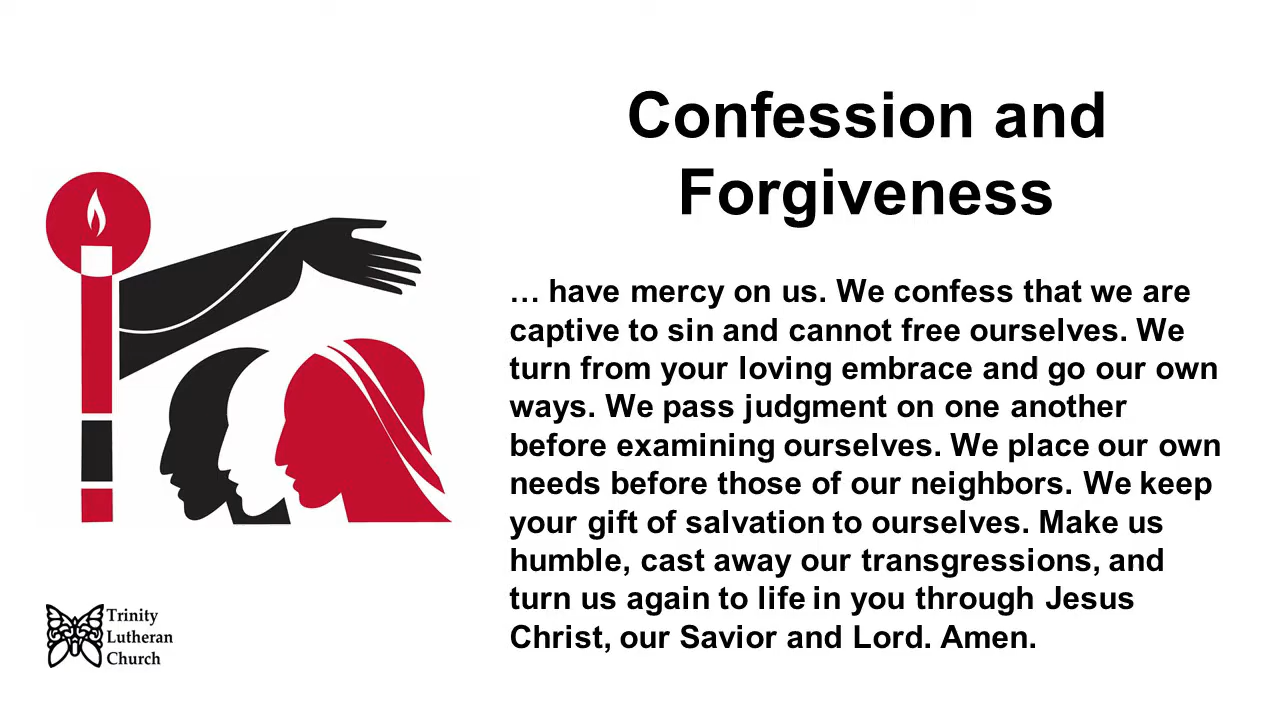 Confession and
Forgiveness
… have mercy on us. We confess that we are
captive to sin and cannot free ourselves. We
turn from your loving embrace and go our own
ways. We pass judgment on one another
before examining ourselves. We place our own
needs before those of our neighbors. We keep
your gift of salvation to ourselves. Make us
humble, cast away our transgressions, and
turn us again to life in you through Jesus
Christ, our Savior and Lord. Amen.
Trinity
Lutheran
Church